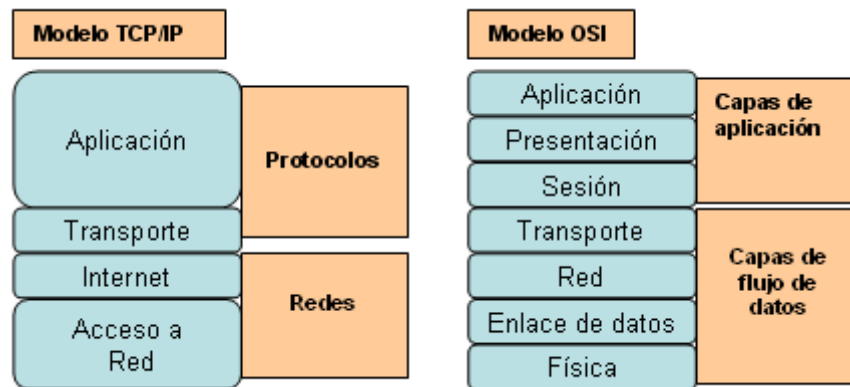 Modelo TCP/IP
Aplicación
Transporte
Internet
Acceso a
Red
Protocolos
Redes
Modelo OSI
Aplicación
Presentación
Sesión
Transporte
Red
Enlace de datos
Física
Capas de
aplicación
Capas de
flujo de
datos